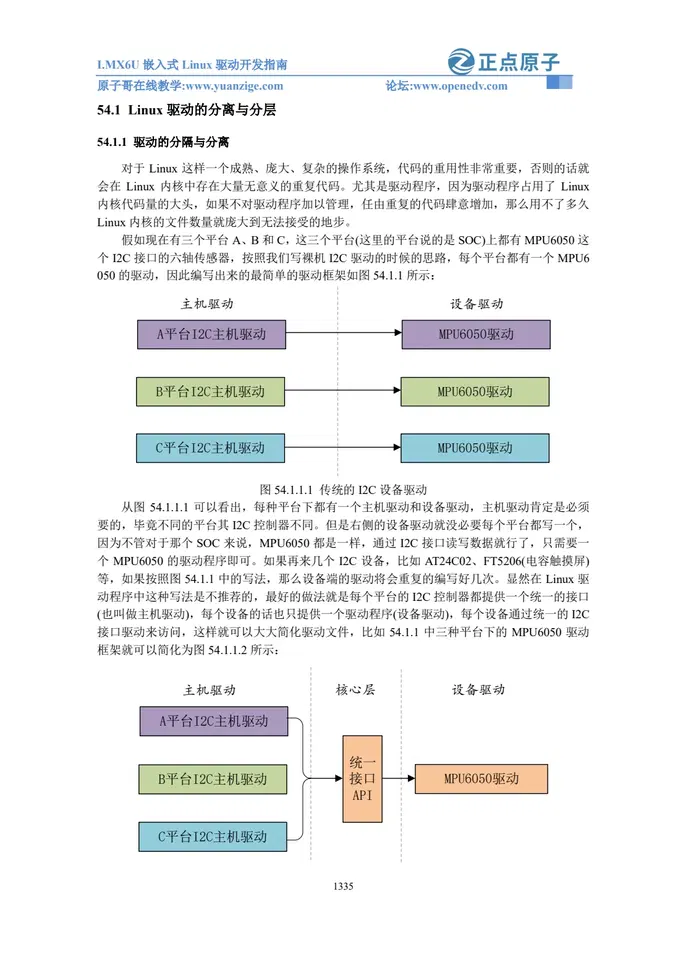 I.MX6U 嵌入式 Linux 驱动开发指南
正点原子
原子哥在线教学:www.yuanzige.com 论坛:www.openedv.com
54.1 Linux 驱动的分离与分层
54.1.1 驱动的分隔与分离
对于 Linux 这样一个成熟、庞大、复杂的操作系统，代码的重用性非常重要，否则的话就
会在 Linux 内核中存在大量无意义的重复代码。尤其是驱动程序，因为驱动程序占用了 Linux
内核代码量的大头，如果不对驱动程序加以管理，任由重复的代码肆意增加，那么用不了多久
Linux 内核的文件数量就庞大到无法接受的地步。
假如现在有三个平台 A、B 和 C，这三个平台(这里的平台说的是 SOC)上都有 MPU6050 这
个 I2C 接口的六轴传感器，按照我们写裸机 I2C 驱动的时候的思路，每个平台都有一个 MPU6
050 的驱动，因此编写出来的最简单的驱动框架如图 54.1.1 所示：
主机驱动 设备驱动
A平台I2C主机驱动 MPU6050驱动
B平台I2C主机驱动 MPU6050驱动
C平台I2C主机驱动 MPU6050驱动
图 54.1.1.1 传统的 I2C 设备驱动
从图 54.1.1.1 可以看出，每种平台下都有一个主机驱动和设备驱动，主机驱动肯定是必须
要的，毕竟不同的平台其 I2C 控制器不同。但是右侧的设备驱动就没必要每个平台都写一个，
因为不管对于那个 SOC 来说，MPU6050 都是一样，通过 I2C 接口读写数据就行了，只需要一
个 MPU6050 的驱动程序即可。如果再来几个 I2C 设备，比如 AT24C02、FT5206(电容触摸屏)
等，如果按照图 54.1.1 中的写法，那么设备端的驱动将会重复的编写好几次。显然在 Linux 驱
动程序中这种写法是不推荐的，最好的做法就是每个平台的 I2C 控制器都提供一个统一的接口
(也叫做主机驱动)，每个设备的话也只提供一个驱动程序(设备驱动)，每个设备通过统一的 I2C
接口驱动来访问，这样就可以大大简化驱动文件，比如 54.1.1 中三种平台下的 MPU6050 驱动
框架就可以简化为图 54.1.1.2 所示：
主机驱动 核心层 设备驱动
A平台I2C主机驱动
B平台I2C主机驱动
C平台I2C主机驱动
统一
接口
API
MPU6050驱动
1335